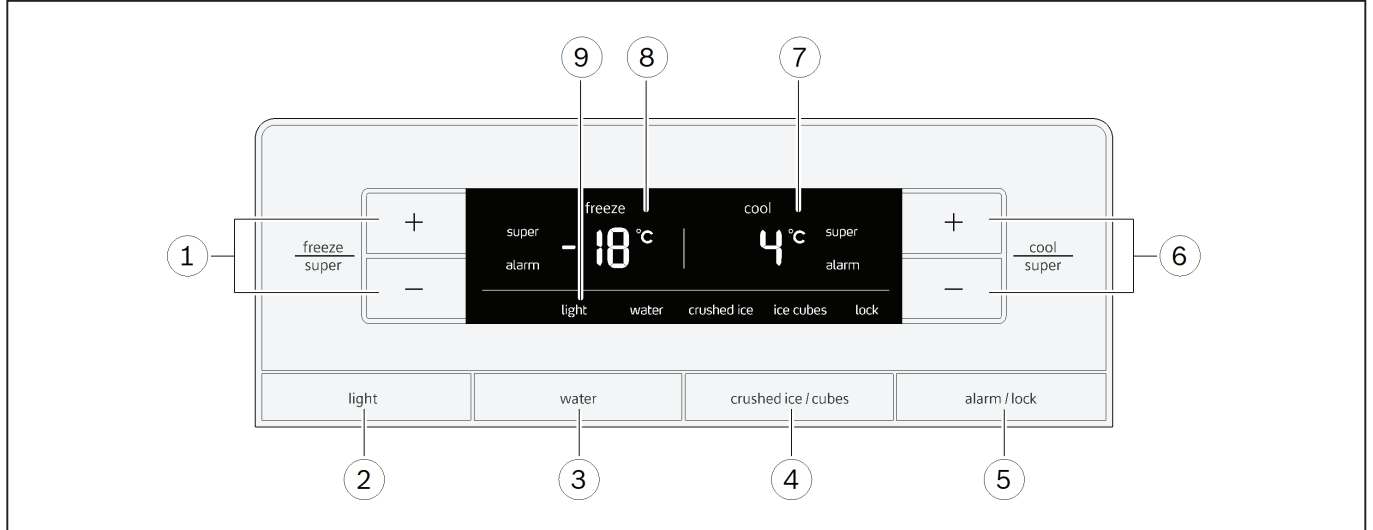 9 8 7
freeze cool
+ +
super -18 °C 4 °C super
1 freeze cool 6
super super
alarm alarm
− −
light water crushed ice ice cubes lock
light water crushed ice / cubes alarm / lock
2 3 4 5